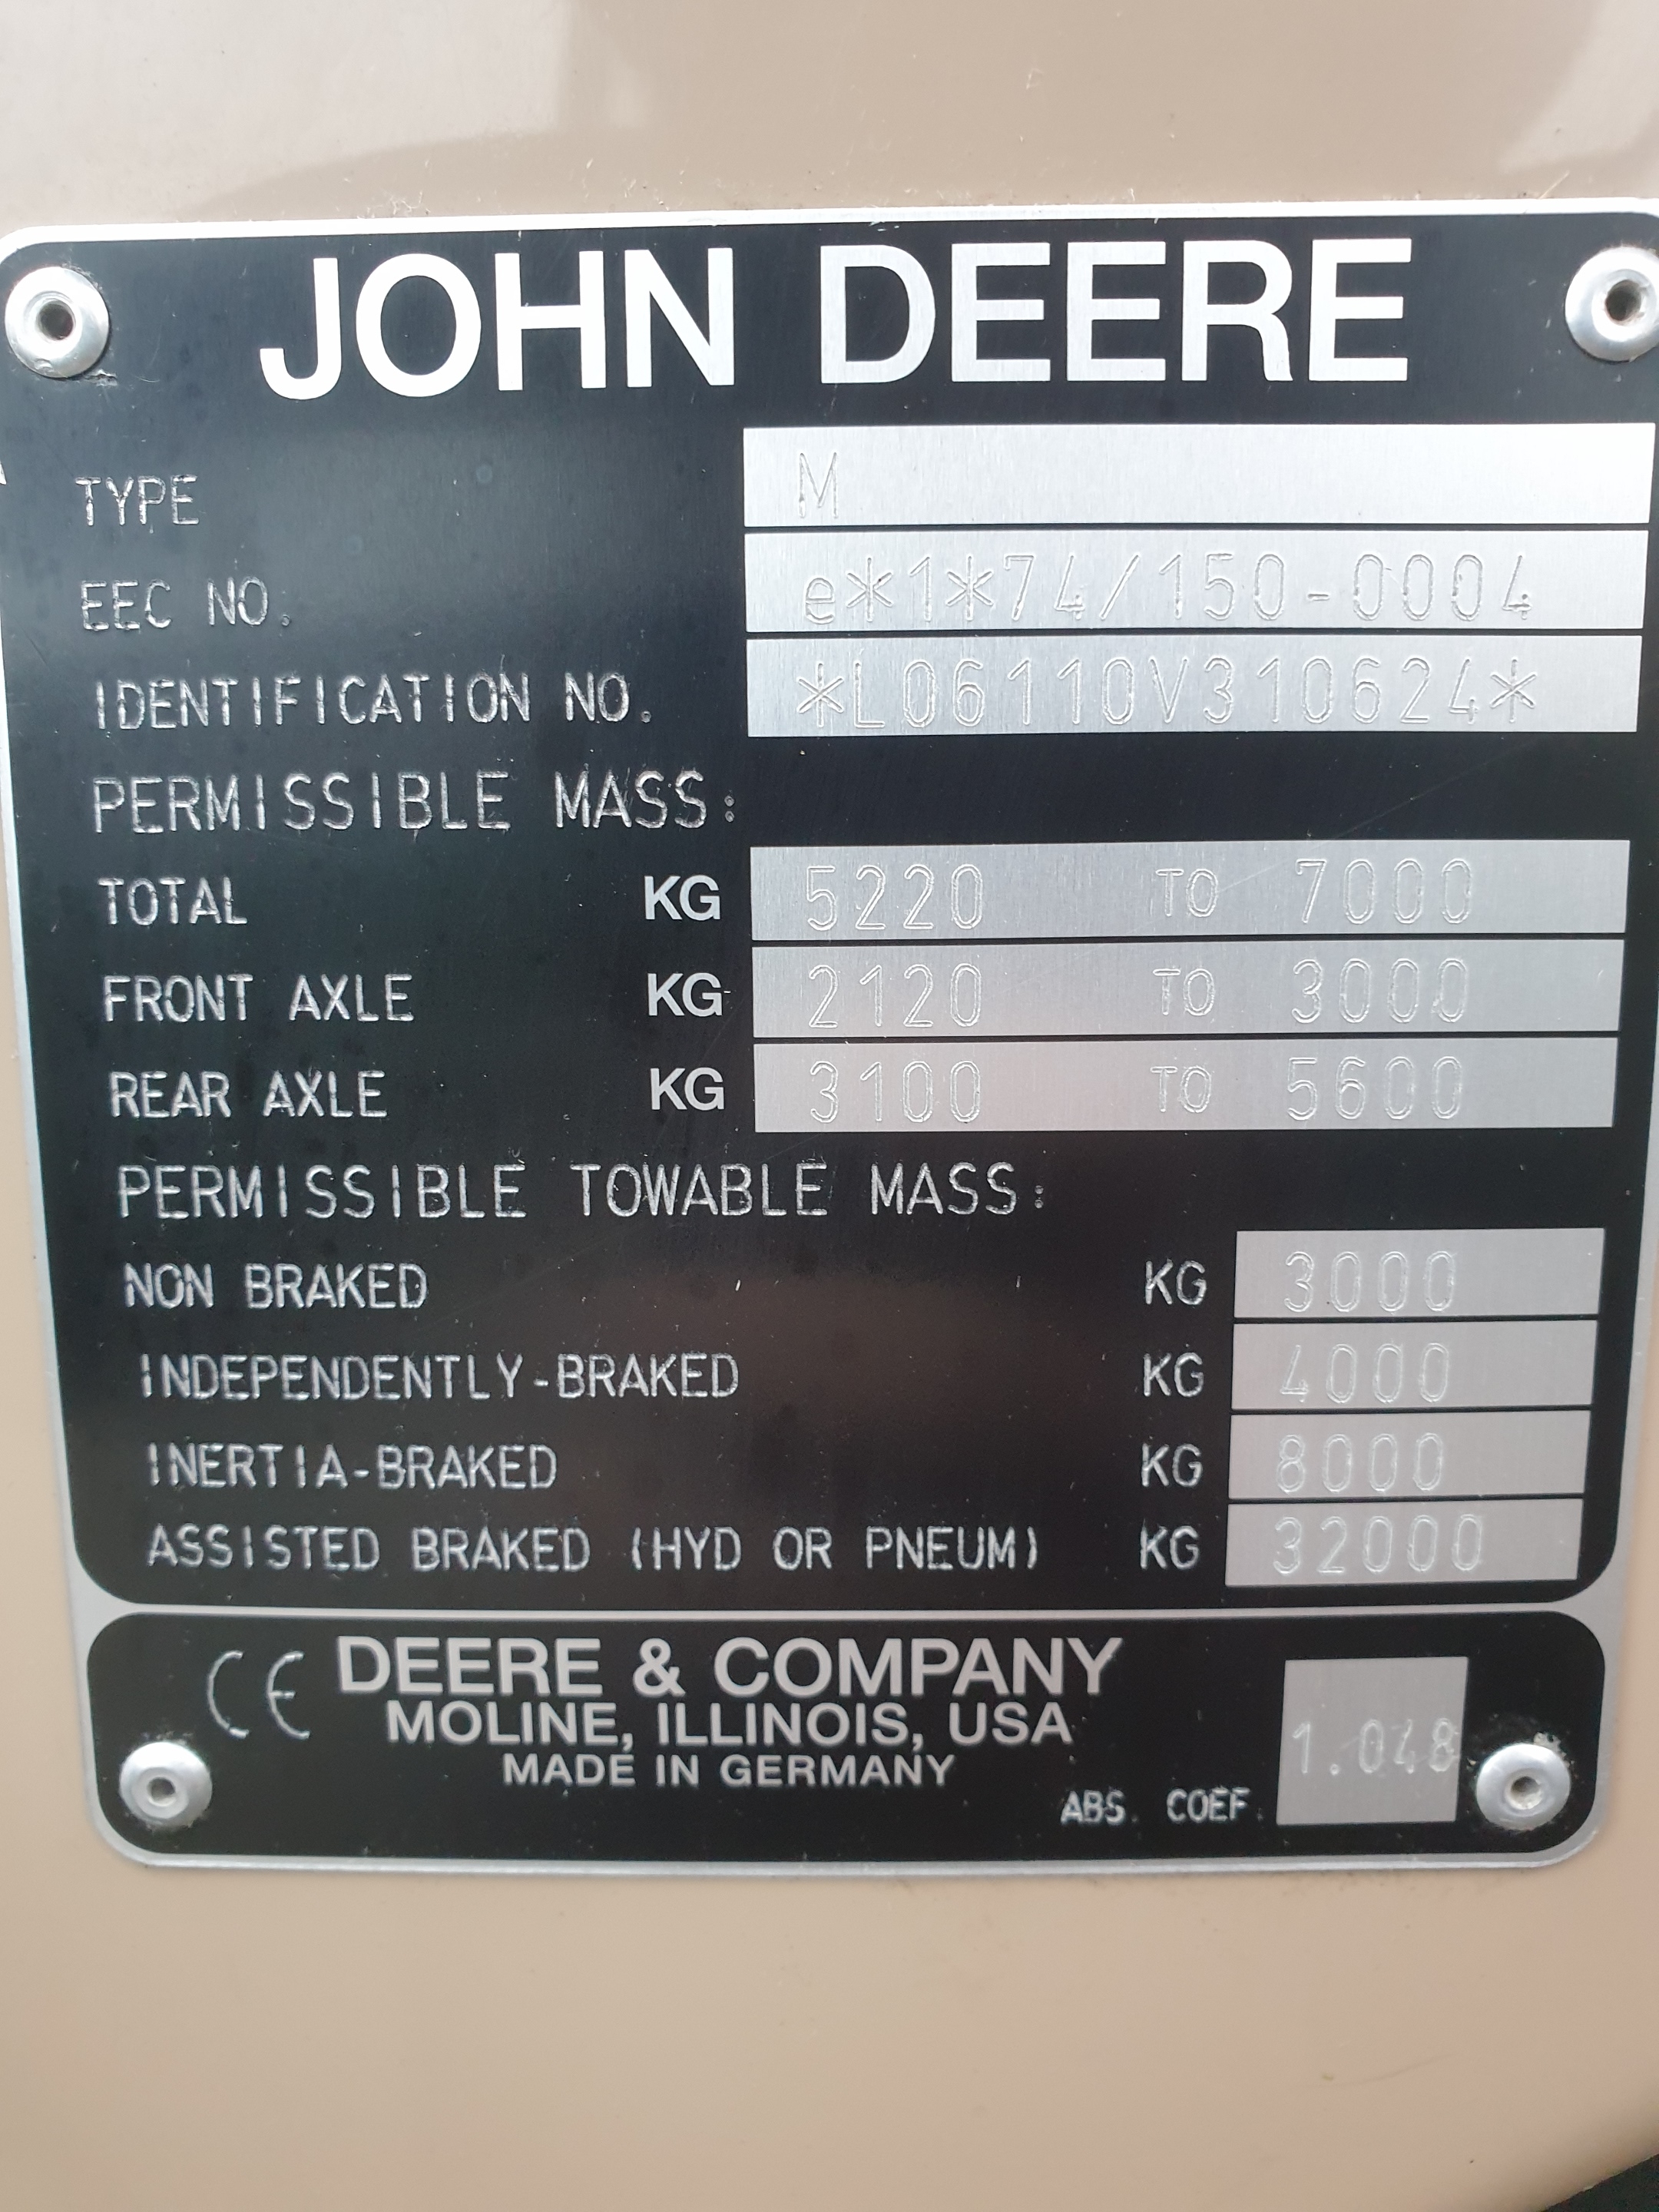 JOHN DEERE
TYPE M
EEC NO. e*1*74/150-0004
IDENTIFICATION NO. *L06110V310624*
PERMISSIBLE MASS:
TOTAL KG 5220 TO 7000
FRONT AXLE KG 2120 TO 3000
REAR AXLE KG 3100 TO 5600
PERMISSIBLE TOWABLE MASS:
NON BRAKED KG 3000
INDEPENDENTLY-BRAKED KG 4000
INERTIA-BRAKED KG 8000
ASSISTED BRAKED (HYD OR PNEUM) KG 32000
CE DEERE & COMPANY
MOLINE, ILLINOIS, USA
MADE IN GERMANY
ABS. COEF. 1.048